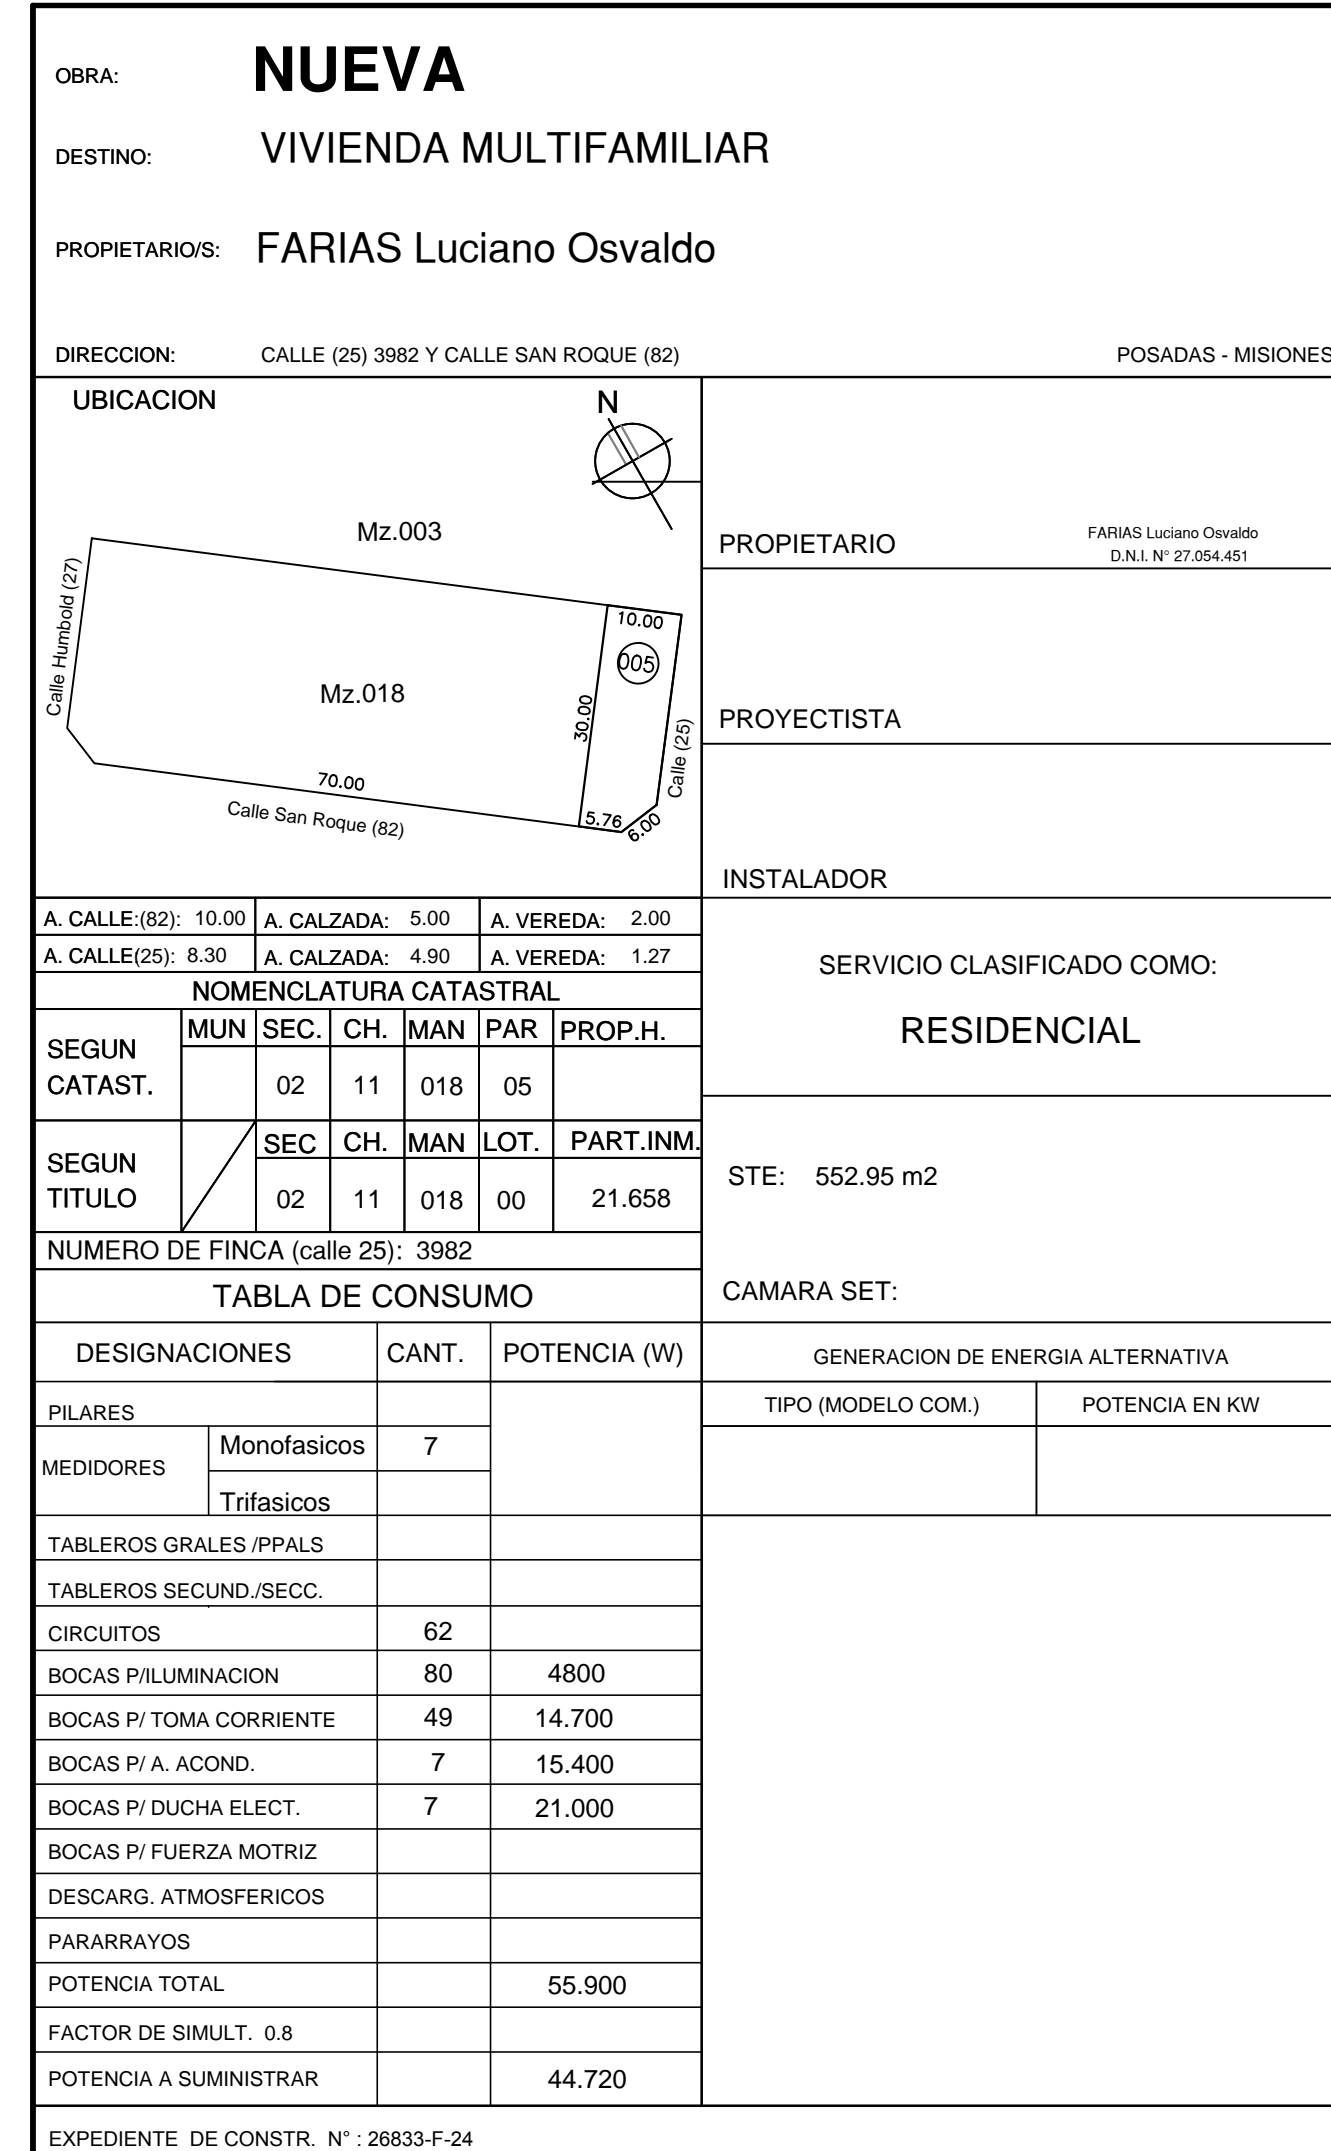 OBRA: NUEVA
DESTINO: VIVIENDA MULTIFAMILIAR
PROPIETARIO/S: FARIAS Luciano Osvaldo
DIRECCION: CALLE (25) 3982 Y CALLE SAN ROQUE (82) POSADAS - MISIONES
UBICACION
N
Mz.003
Calle Humbold (27)
10.00
005
Mz.018
30.00
Calle (25)
70.00
Calle San Roque (82)
5.76
6.00
PROPIETARIO
FARIAS Luciano Osvaldo
D.N.I. N° 27.054.451
PROYECTISTA
INSTALADOR
A. CALLE:(82): 10.00 A. CALZADA: 5.00 A. VEREDA: 2.00
A. CALLE(25): 8.30 A. CALZADA: 4.90 A. VEREDA: 1.27
NOMENCLATURA CATASTRAL
SEGUN CATAST.
MUN SEC. CH. MAN PAR PROP.H.
02 11 018 05
SEGUN TITULO
SEC CH. MAN LOT. PART.INM.
02 11 018 00 21.658
NUMERO DE FINCA (calle 25): 3982
SERVICIO CLASIFICADO COMO:
RESIDENCIAL
STE: 552.95 m2
CAMARA SET:
GENERACION DE ENERGIA ALTERNATIVA
TIPO (MODELO COM.) POTENCIA EN KW
TABLA DE CONSUMO
DESIGNACIONES CANT. POTENCIA (W)
PILARES
MEDIDORES
Monofasicos 7
Trifasicos
TABLEROS GRALES /PPALS
TABLEROS SECUND./SECC.
CIRCUITOS 62
BOCAS P/ILUMINACION 80 4800
BOCAS P/ TOMA CORRIENTE 49 14.700
BOCAS P/ A. ACOND. 7 15.400
BOCAS P/ DUCHA ELECT. 7 21.000
BOCAS P/ FUERZA MOTRIZ
DESCARG. ATMOSFERICOS
PARARRAYOS
POTENCIA TOTAL 55.900
FACTOR DE SIMULT. 0.8
POTENCIA A SUMINISTRAR 44.720
EXPEDIENTE DE CONSTR. N° : 26833-F-24